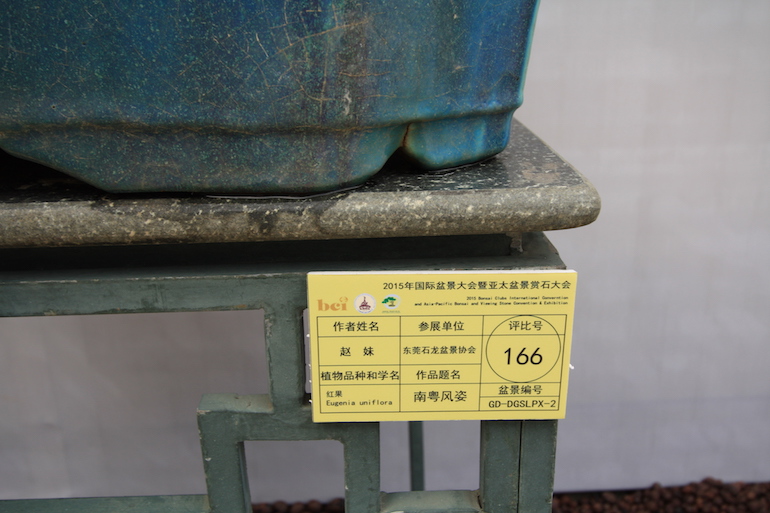 2015年国际盆景大会暨亚太盆景赏石大会
bci
2015 Bonsai Clubs International Convention
and Asia-Pacific Bonsai and Viewing Stone Convention & Exhibition
作者姓名 参展单位 评比号
赵 妹 东莞石龙盆景协会 166
植物品种和学名 作品题名 盆景编号
红果 南粤风姿 GD-DGSLPX-2
Eugenia uniflora